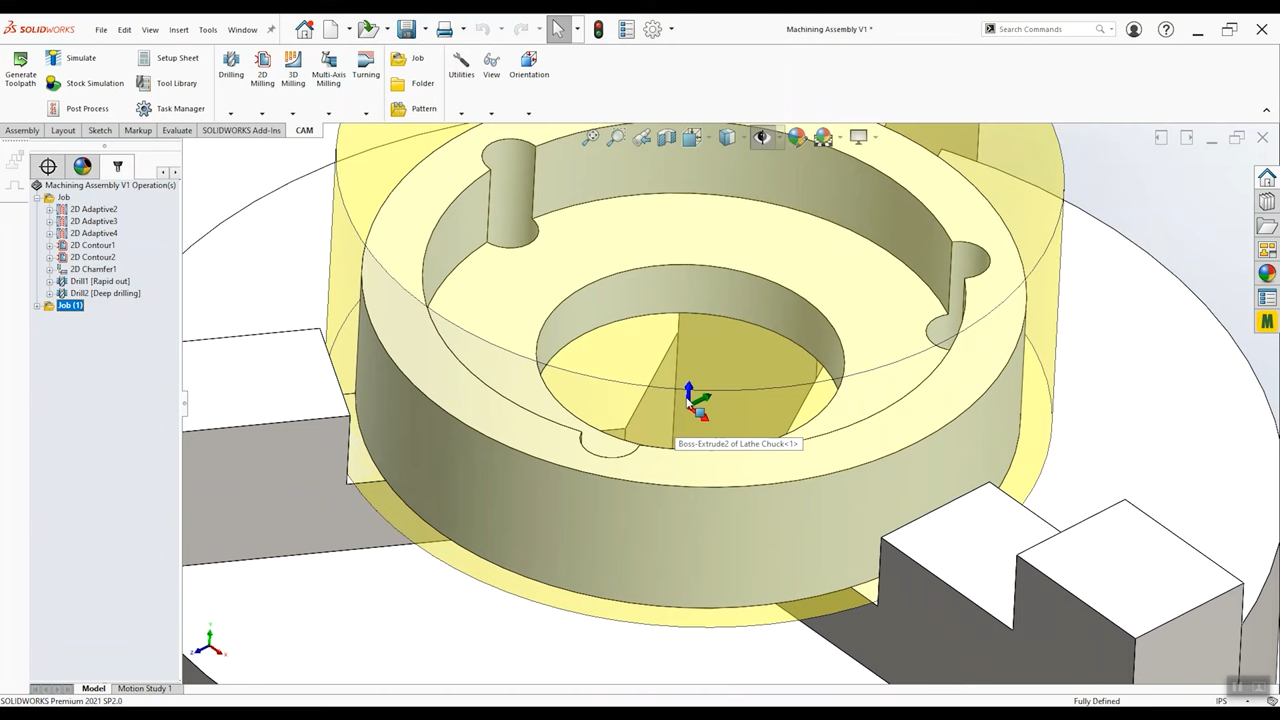 SOLIDWORKS File Edit View Insert Tools Window Machining Assembly V1 * Search Commands
Generate Toolpath
Simulate
Stock Simulation
Post Process
Setup Sheet
Tool Library
Task Manager
Drilling
2D Milling
3D Milling
Multi-Axis Milling
Turning
Job
Folder
Pattern
Utilities
View
Orientation
Assembly Layout Sketch Markup Evaluate SOLIDWORKS Add-Ins CAM
Machining Assembly V1 Operation(s)
Job
2D Adaptive2
2D Adaptive3
2D Adaptive4
2D Contour1
2D Contour2
2D Chamfer1
Drill1 [Rapid out]
Drill2 [Deep drilling]
Job (1)
M
Boss-Extrude2 of Lathe Chuck<1>
Y
Z
X
Model Motion Study 1
SOLIDWORKS Premium 2021 SP2.0 Fully Defined IPS